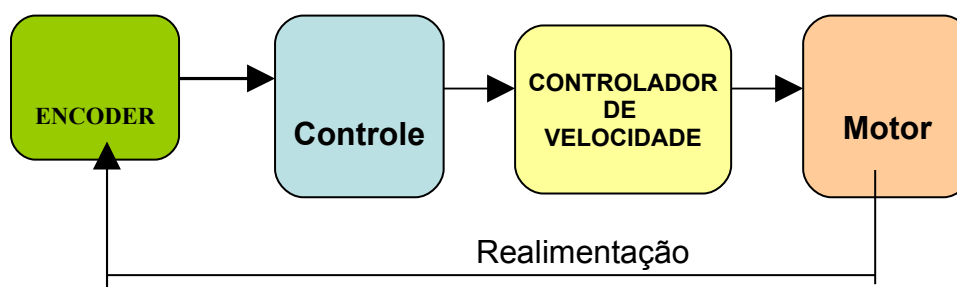 ENCODER
Controle
CONTROLADOR
DE
VELOCIDADE
Motor
Realimentação